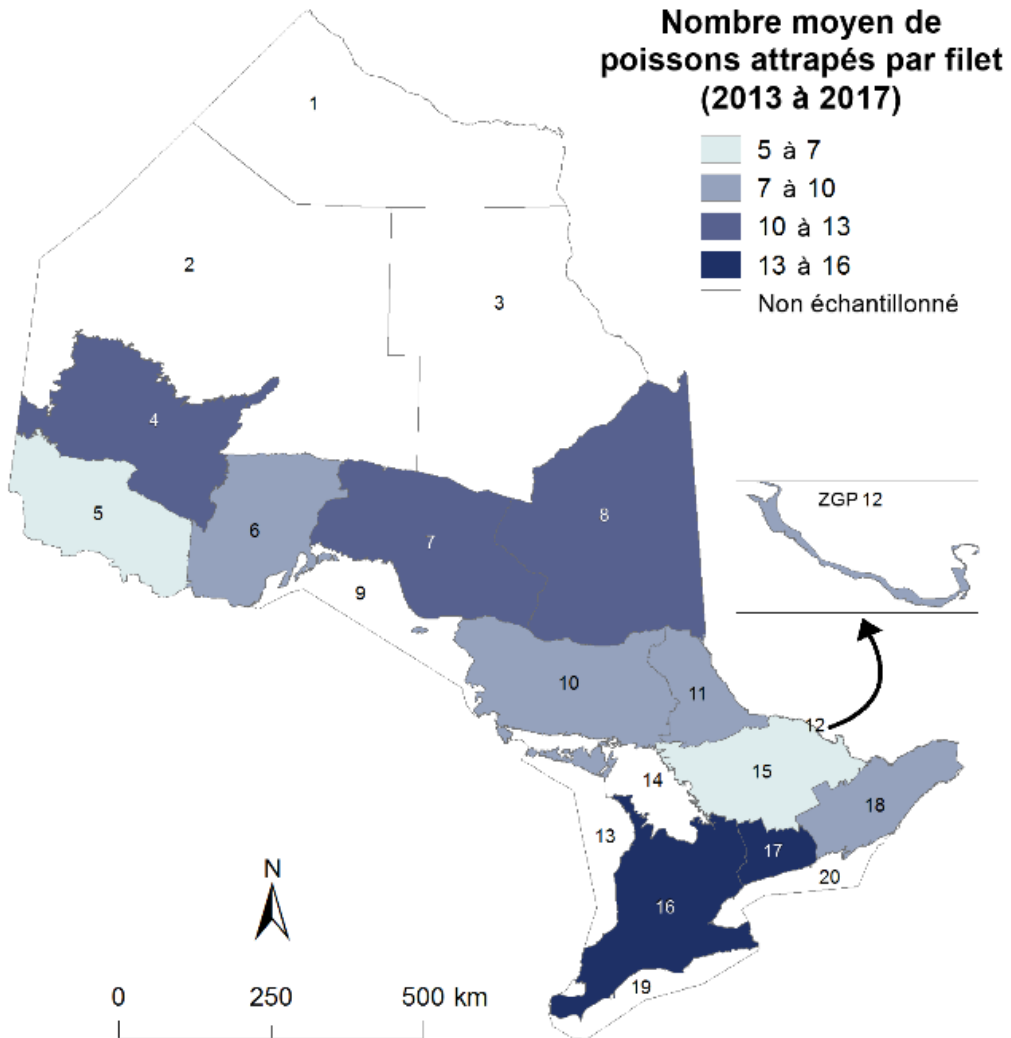 Nombre moyen de
poissons attrapés par filet
(2013 à 2017)
5 à 7
7 à 10
10 à 13
13 à 16
Non échantillonné
1
2
3
4
5
6
7
8
9
ZGP 12
10
11
12
14
15
18
13
17
20
16
19
N
0 250 500 km